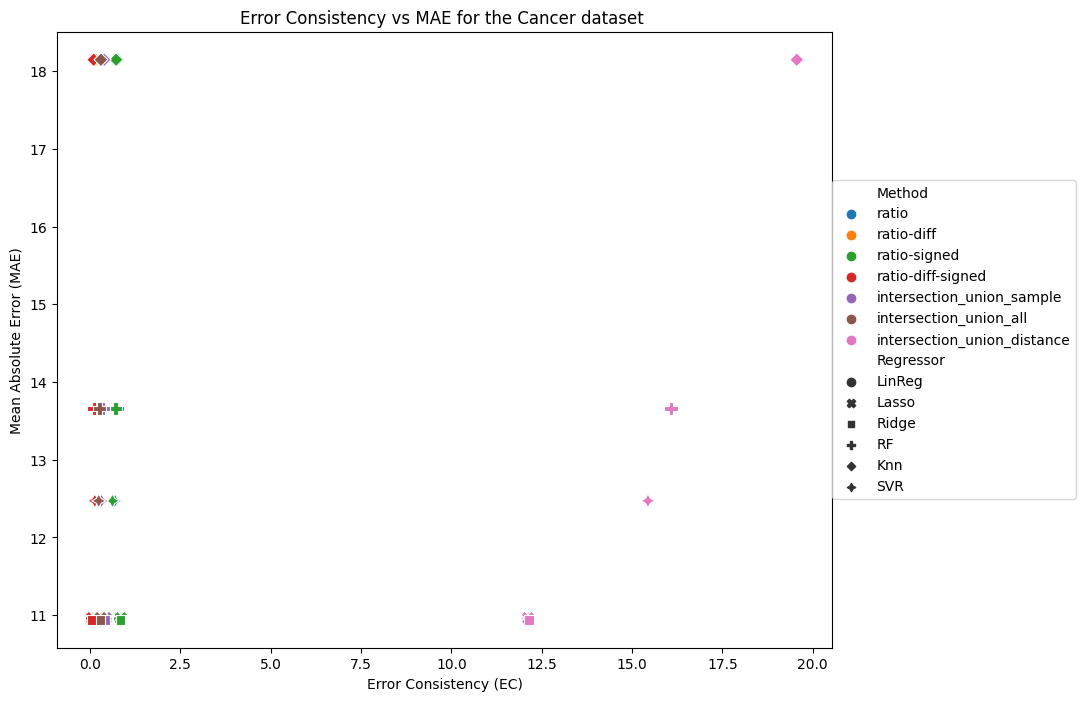 Error Consistency vs MAE for the Cancer dataset
18
17
16
15
14
13
12
11
Mean Absolute Error (MAE)
0.0
2.5
5.0
7.5
10.0
12.5
15.0
17.5
20.0
Error Consistency (EC)
Method
ratio
ratio-diff
ratio-signed
ratio-diff-signed
intersection_union_sample
intersection_union_all
intersection_union_distance
Regressor
LinReg
Lasso
Ridge
RF
Knn
SVR